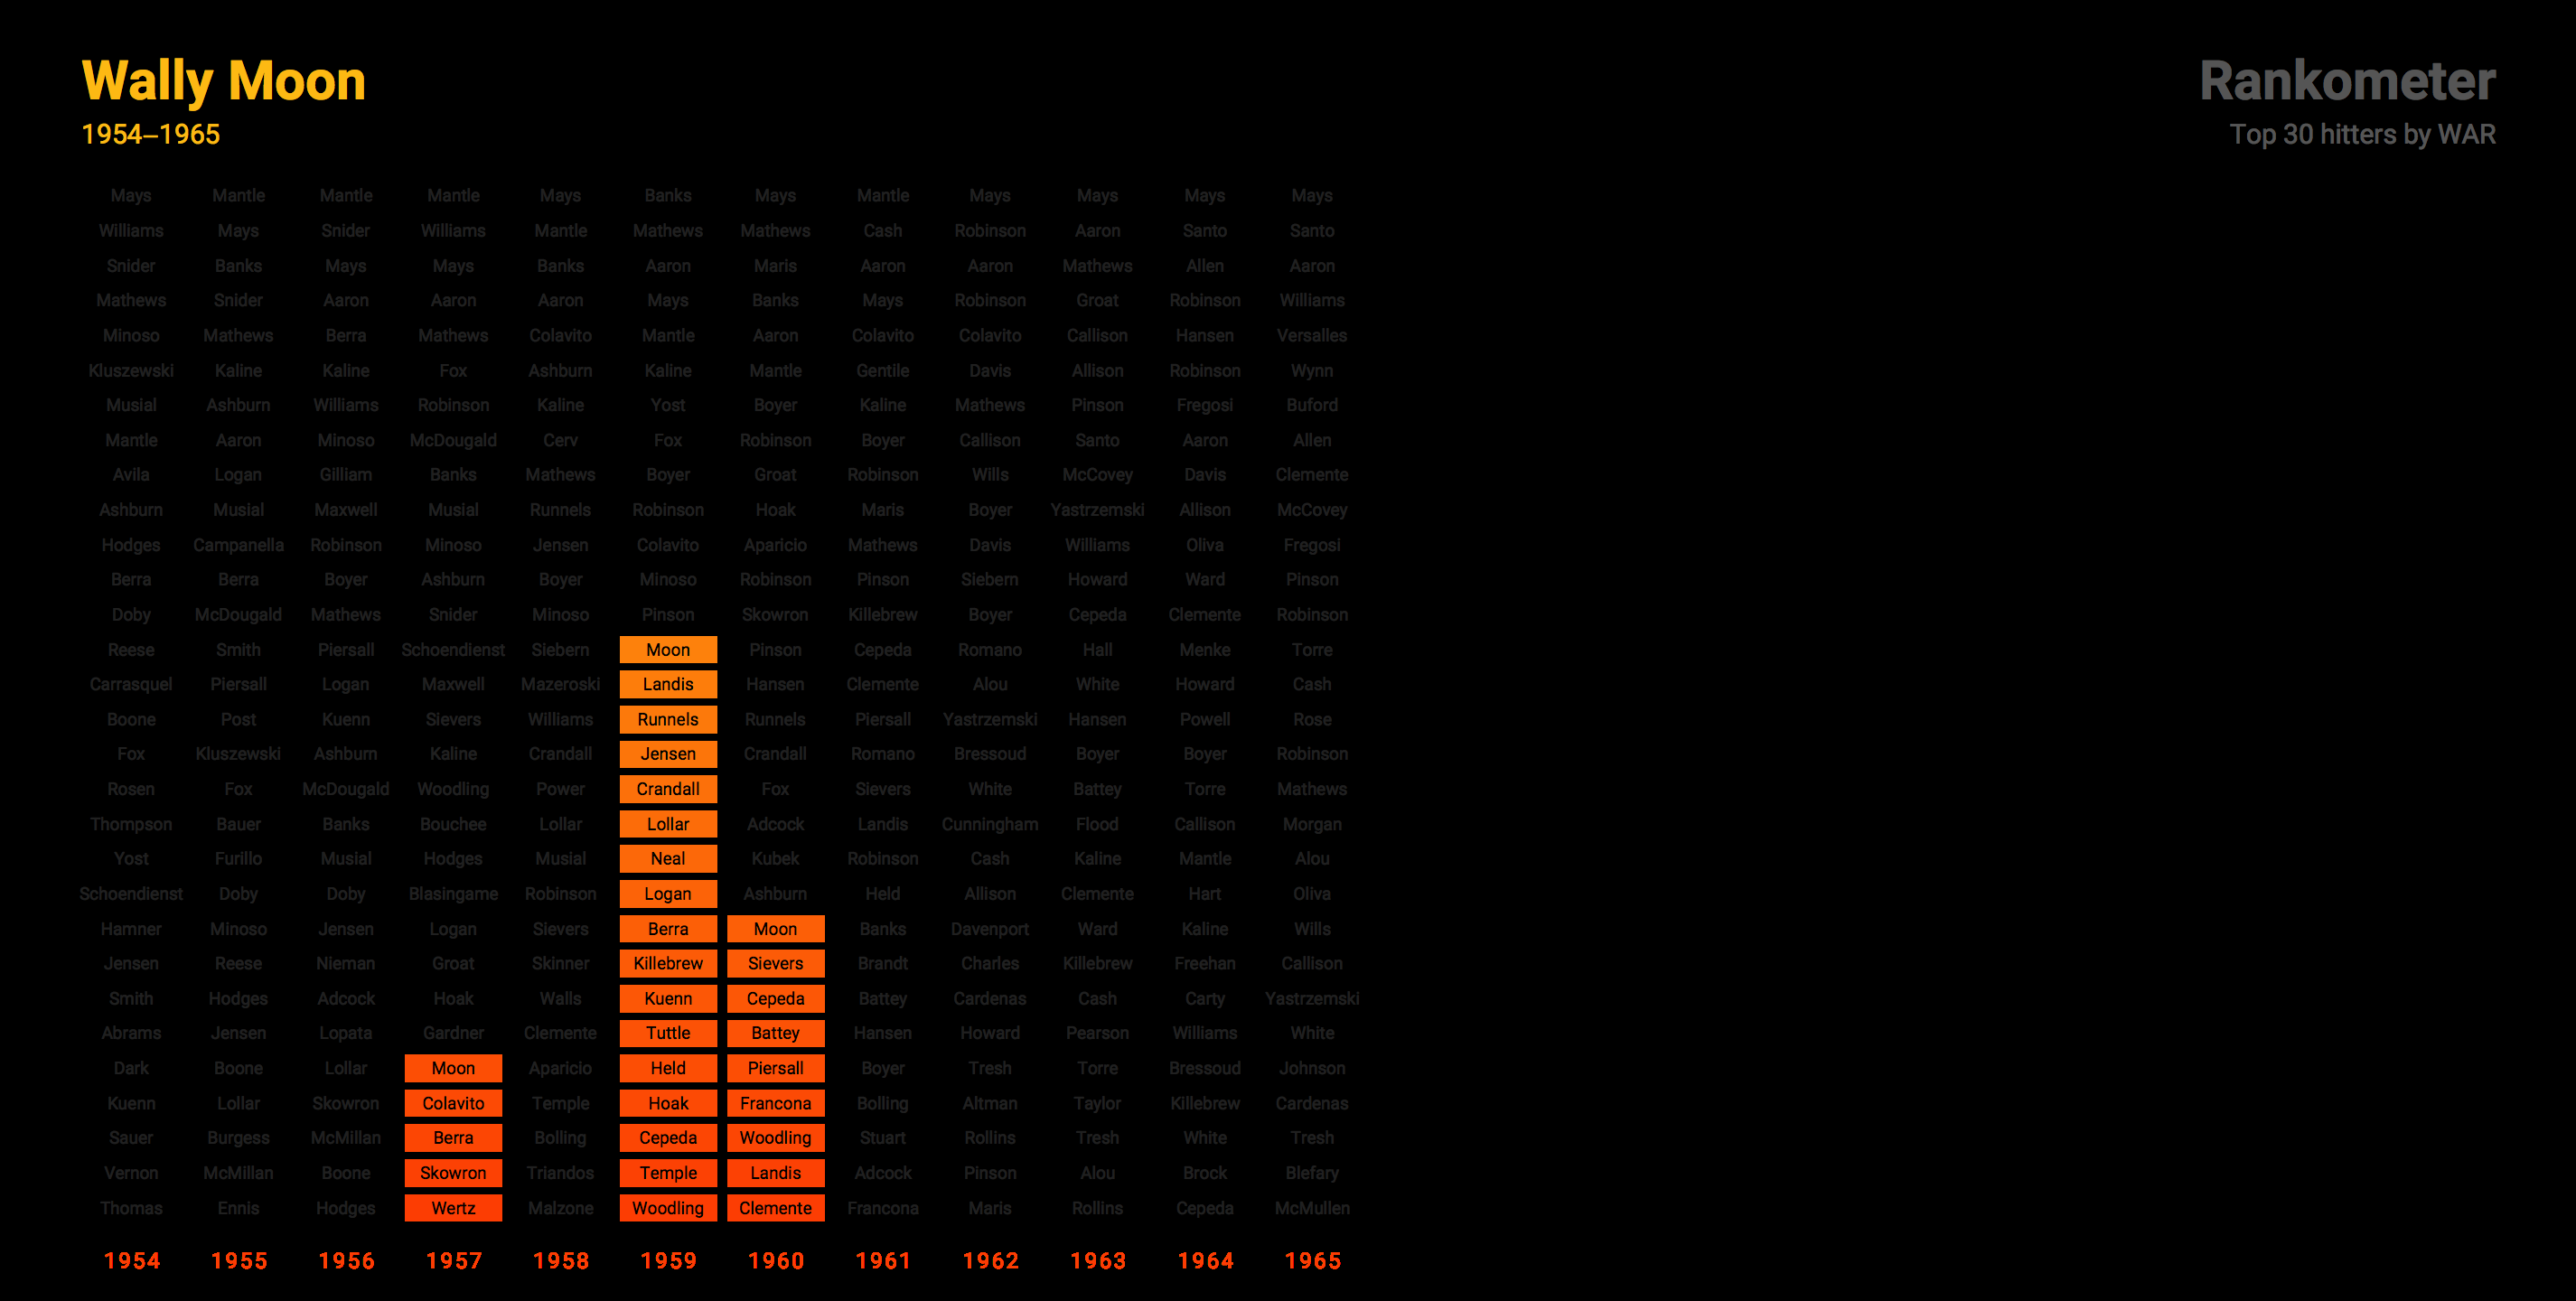 Wally Moon
1954–1965
Rankometer
Top 30 hitters by WAR
Mays Mantle Mantle Mantle Mays Banks Mays Mantle Mays Mays Mays Mays
Williams Mays Snider Williams Mantle Mathews Mathews Cash Robinson Aaron Santo Santo
Snider Banks Mays Mays Banks Aaron Maris Aaron Aaron Mathews Allen Aaron
Mathews Snider Aaron Aaron Aaron Mays Banks Mays Robinson Groat Robinson Williams
Minoso Mathews Berra Mathews Colavito Mantle Aaron Colavito Colavito Callison Hansen Versalles
Kluszewski Kaline Kaline Fox Ashburn Kaline Mantle Gentile Davis Allison Robinson Wynn
Musial Ashburn Williams Robinson Kaline Yost Boyer Kaline Mathews Pinson Fregosi Buford
Mantle Aaron Minoso McDougald Cerv Fox Robinson Boyer Callison Santo Aaron Allen
Avila Logan Gilliam Banks Mathews Boyer Groat Robinson Wills McCovey Davis Clemente
Ashburn Musial Maxwell Musial Runnels Robinson Hoak Maris Boyer Yastrzemski Allison McCovey
Hodges Campanella Robinson Minoso Jensen Colavito Aparicio Mathews Davis Williams Oliva Fregosi
Berra Berra Boyer Ashburn Boyer Minoso Robinson Pinson Siebern Howard Ward Pinson
Doby McDougald Mathews Snider Minoso Pinson Skowron Killebrew Boyer Cepeda Clemente Robinson
Reese Smith Piersall Schoendienst Siebern Moon Pinson Cepeda Romano Hall Menke Torre
Carrasquel Piersall Logan Maxwell Mazeroski Landis Hansen Clemente Alou White Howard Cash
Boone Post Kuenn Sievers Williams Runnels Runnels Piersall Yastrzemski Hansen Powell Rose
Fox Kluszewski Ashburn Kaline Crandall Jensen Crandall Romano Bressoud Boyer Boyer Robinson
Rosen Fox McDougald Woodling Power Crandall Fox Sievers White Battey Torre Mathews
Thompson Bauer Banks Bouchee Lollar Lollar Adcock Landis Cunningham Flood Callison Morgan
Yost Furillo Musial Hodges Musial Neal Kubek Robinson Cash Kaline Mantle Alou
Schoendienst Doby Doby Blasingame Robinson Logan Ashburn Held Allison Clemente Hart Oliva
Hamner Minoso Jensen Logan Sievers Berra Moon Banks Davenport Ward Kaline Wills
Jensen Reese Nieman Groat Skinner Killebrew Sievers Brandt Charles Killebrew Freehan Callison
Smith Hodges Adcock Hoak Walls Kuenn Cepeda Battey Cardenas Cash Carty Yastrzemski
Abrams Jensen Lopata Gardner Clemente Tuttle Battey Hansen Howard Pearson Williams White
Dark Boone Lollar Moon Aparicio Held Piersall Boyer Tresh Torre Bressoud Johnson
Kuenn Lollar Skowron Colavito Temple Hoak Francona Bolling Altman Taylor Killebrew Cardenas
Sauer Burgess McMillan Berra Bolling Cepeda Woodling Stuart Rollins Tresh White Tresh
Vernon McMillan Boone Skowron Triandos Temple Landis Adcock Pinson Alou Brock Blefary
Thomas Ennis Hodges Wertz Malzone Woodling Clemente Francona Maris Rollins Cepeda McMullen
1954 1955 1956 1957 1958 1959 1960 1961 1962 1963 1964 1965